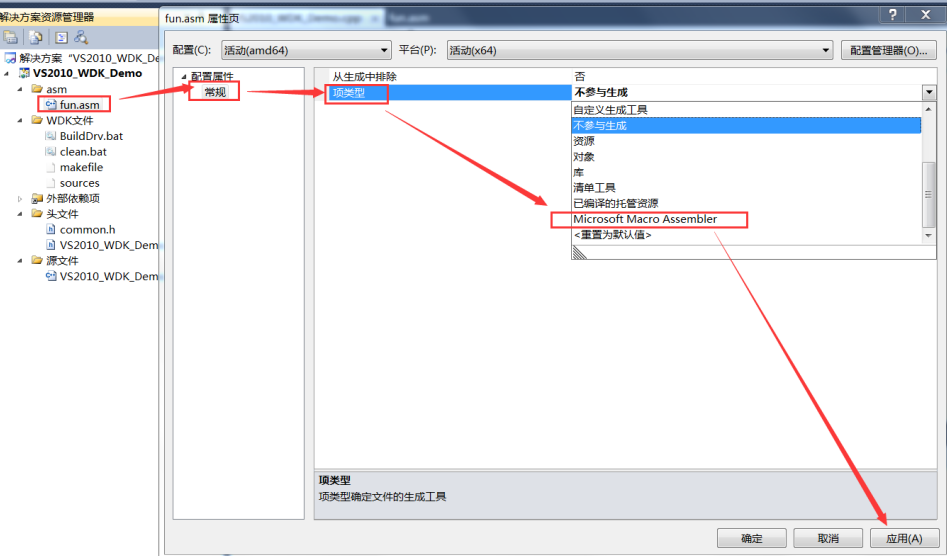 解决方案资源管理器
fun.asm 属性页
VS2010_WDK_Demo.cpp
fun.asm
配置(C):
活动(amd64)
平台(P):
活动(x64)
配置管理器(O)...
解决方案 "VS2010_WDK_De
VS2010_WDK_Demo
asm
fun.asm
WDK文件
BuildDrv.bat
clean.bat
makefile
sources
外部依赖项
头文件
common.h
VS2010_WDK_Dem
源文件
VS2010_WDK_Dem
配置属性
常规
从生成中排除
否
项类型
不参与生成
自定义生成工具
不参与生成
资源
对象
库
清单工具
已编译的托管资源
Microsoft Macro Assembler
<重置为默认值>
项类型
项类型确定文件的生成工具
确定
取消
应用(A)